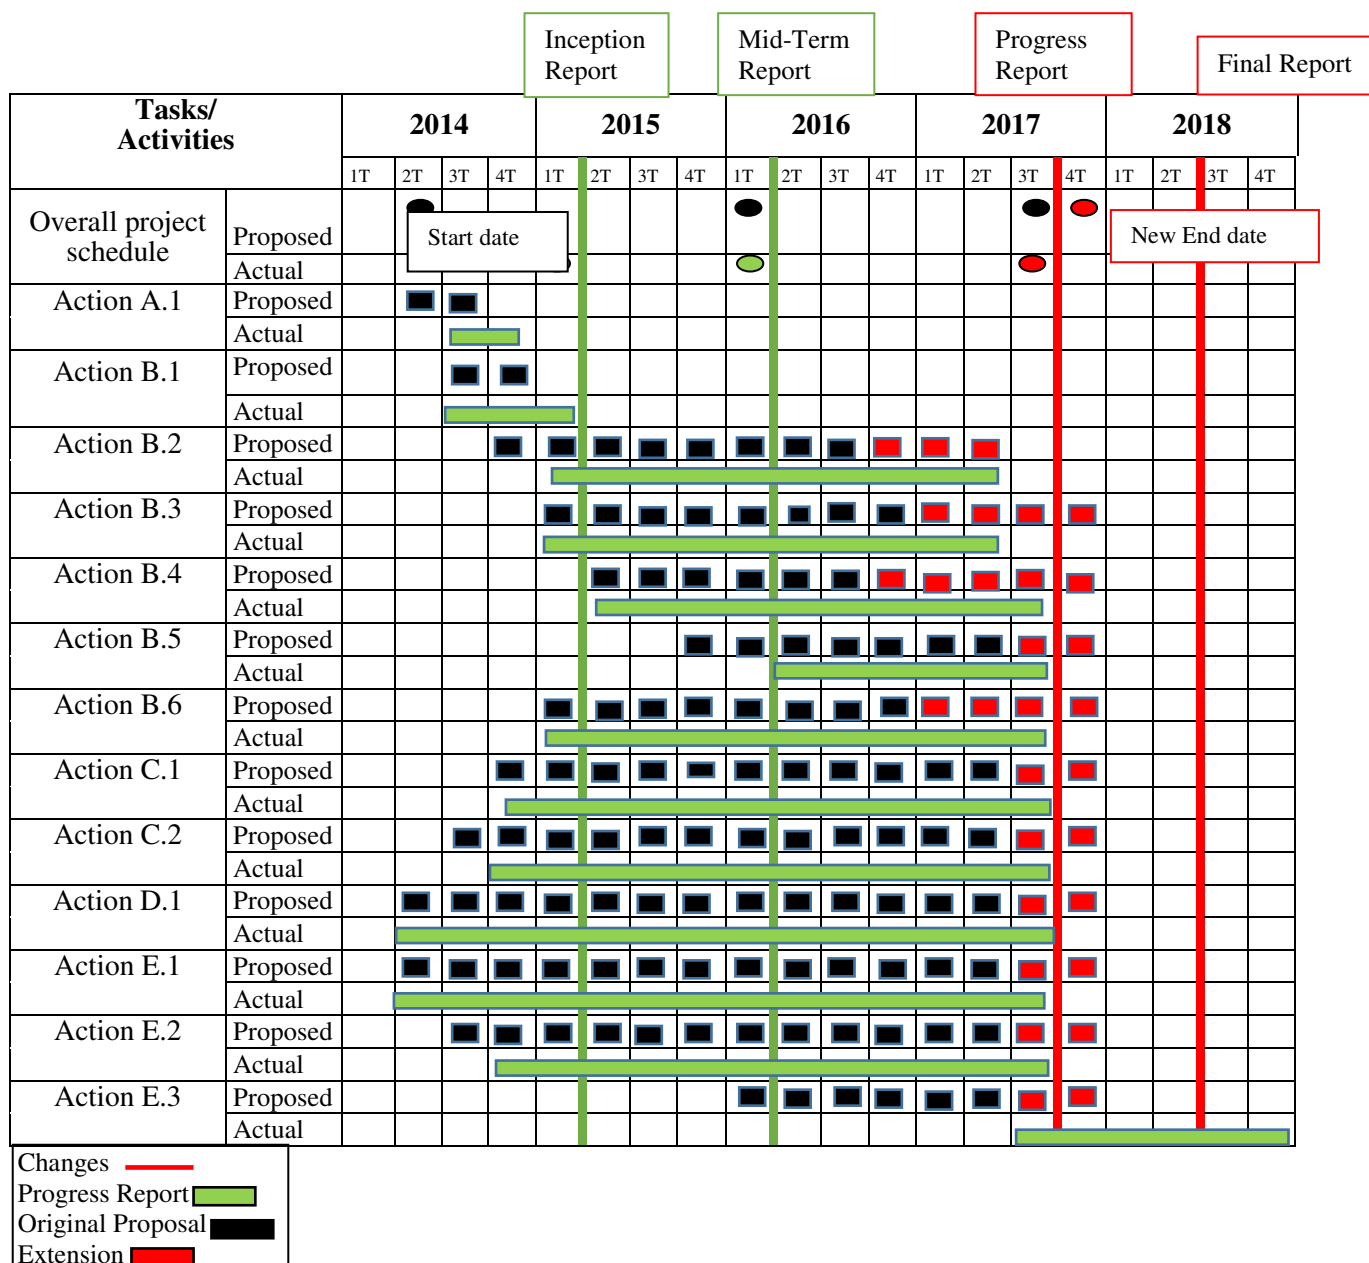 Inception
Report
Mid-Term
Report
Progress
Report
Final Report
Tasks/
Activities
2014
2015
2016
2017
2018
1T 2T 3T 4T 1T 2T 3T 4T 1T 2T 3T 4T 1T 2T 3T 4T 1T 2T 3T 4T
Overall project
schedule
Proposed
Start date
New End date
Actual
Action A.1 Proposed
Actual
Action B.1 Proposed
Actual
Action B.2 Proposed
Actual
Action B.3 Proposed
Actual
Action B.4 Proposed
Actual
Action B.5 Proposed
Actual
Action B.6 Proposed
Actual
Action C.1 Proposed
Actual
Action C.2 Proposed
Actual
Action D.1 Proposed
Actual
Action E.1 Proposed
Actual
Action E.2 Proposed
Actual
Action E.3 Proposed
Actual
Changes
Progress Report
Original Proposal
Extension